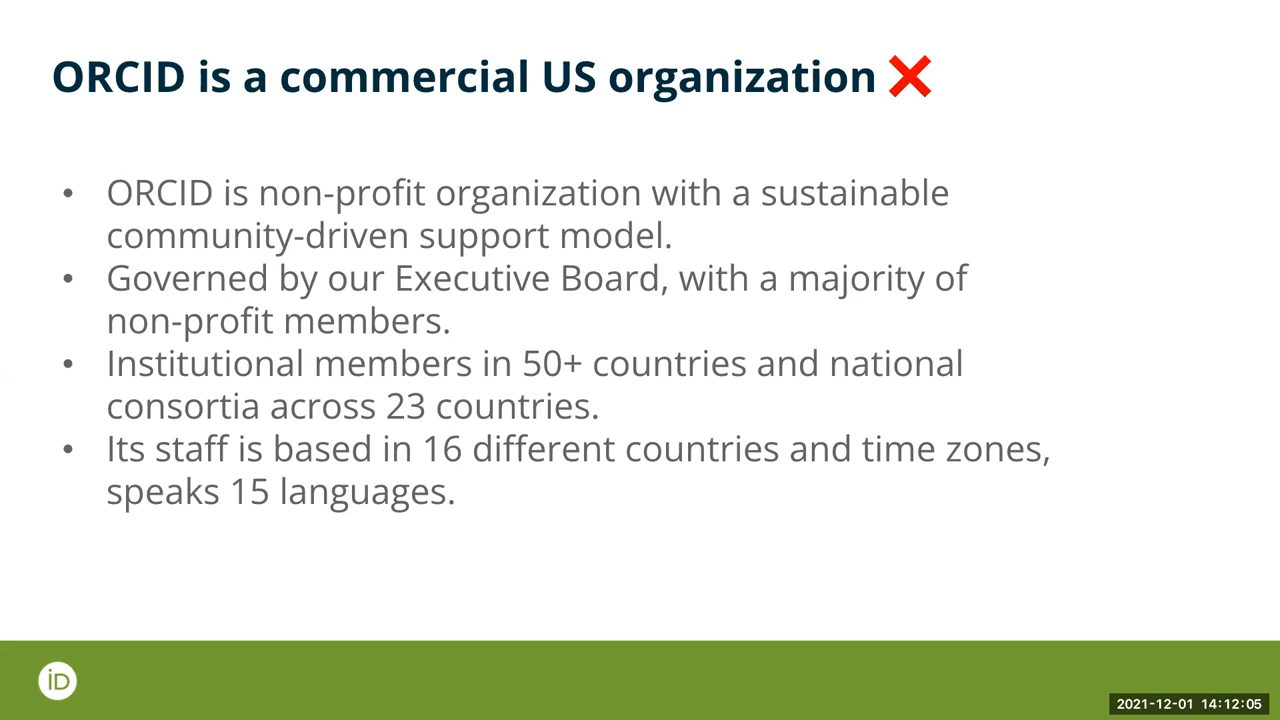 ORCID is a commercial US organization ❌
• ORCID is non-profit organization with a sustainable
community-driven support model.
• Governed by our Executive Board, with a majority of
non-profit members.
• Institutional members in 50+ countries and national
consortia across 23 countries.
• Its staff is based in 16 different countries and time zones,
speaks 15 languages.
iD
2021-12-01 14:12:05